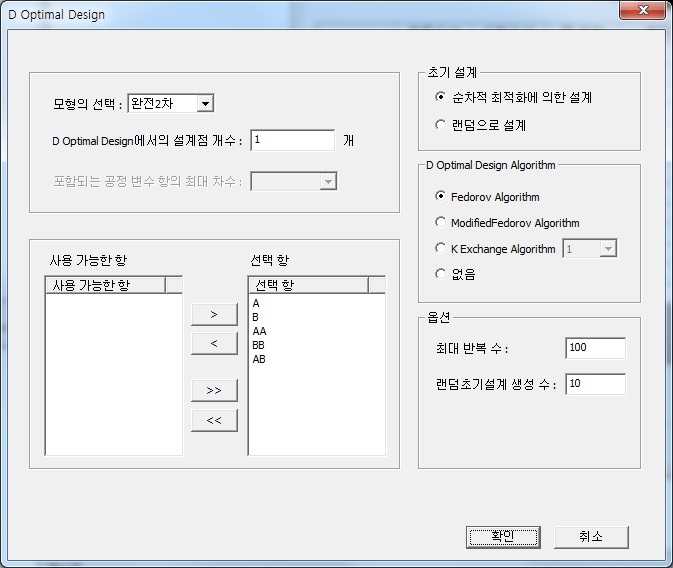 D Optimal Design
모형의 선택 : 완전2차
D Optimal Design에서의 설계점 개수 : 1 개
포함되는 공정 변수 항의 최대 차수 :
사용 가능한 항
사용 가능한 항
>
<
>>
<<
선택 항
선택 항
A
B
AA
BB
AB
초기 설계
순차적 최적화에 의한 설계
랜덤으로 설계
D Optimal Design Algorithm
Fedorov Algorithm
ModifiedFedorov Algorithm
K Exchange Algorithm 1
없음
옵션
최대 반복 수 : 100
랜덤초기설계 생성 수 : 10
확인 취소